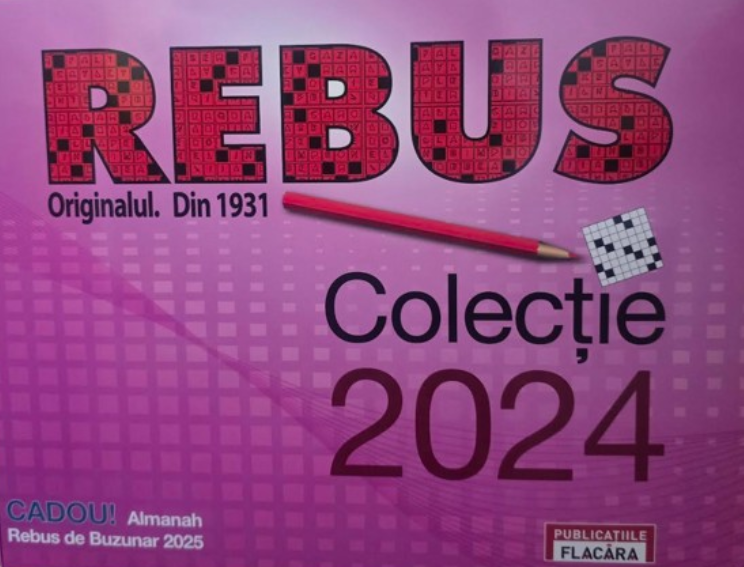 REBUS
Originalul. Din 1931
Colecție
2024
CADOU! Almanah
Rebus de Buzunar 2025
PUBLICAȚIILE
FLACĂRA